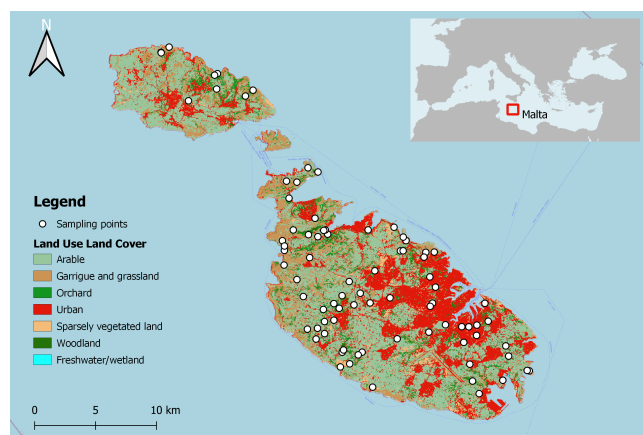 N
Malta
Legend
Sampling points
Land Use Land Cover
Arable
Garrigue and grassland
Orchard
Urban
Sparsely vegetated land
Woodland
Freshwater/wetland
0 5 10 km